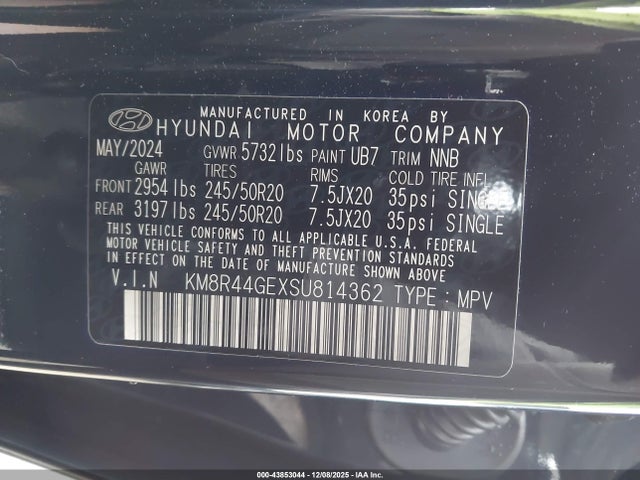 MANUFACTURED IN KOREA BY
HYUNDAI MOTOR COMPANY
MAY/2024 GVWR 5732lbs PAINT UB7 TRIM NNB
GAWR TIRES RIMS COLD TIRE INFL
FRONT 2954lbs 245/50R20 7.5JX20 35psi SINGLE
REAR 3197lbs 245/50R20 7.5JX20 35psi SINGLE
THIS VEHICLE CONFORMS TO ALL APPLICABLE U.S.A. FEDERAL
MOTOR VEHICLE SAFETY AND THEFT PREVENTION STANDARDS
IN EFFECT ON THE DATE OF MANUFACTURE SHOWN ABOVE.
V.I.N KM8R44GEXSU814362 TYPE : MPV
000-43853044 12/08/2025 - IAAI Dealer